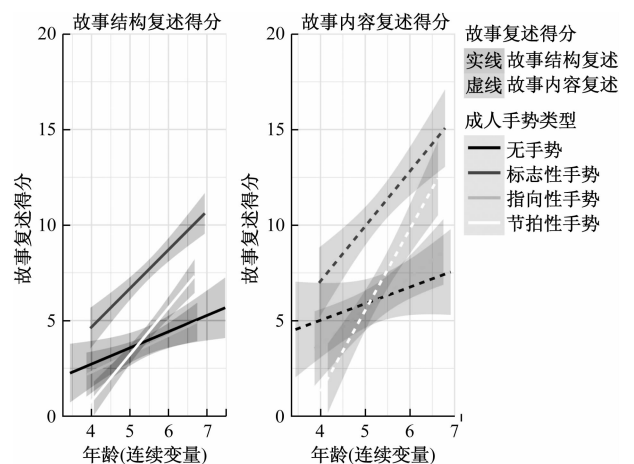 故事结构复述得分
故事内容复述得分
20
15
10
5
0
故事复述得分
4
5
6
7
年龄(连续变量)
20
15
10
5
0
故事复述得分
4
5
6
7
年龄(连续变量)
故事复述得分
实线 故事结构复述
虚线 故事内容复述
成人手势类型
无手势
标志性手势
指向性手势
节拍性手势